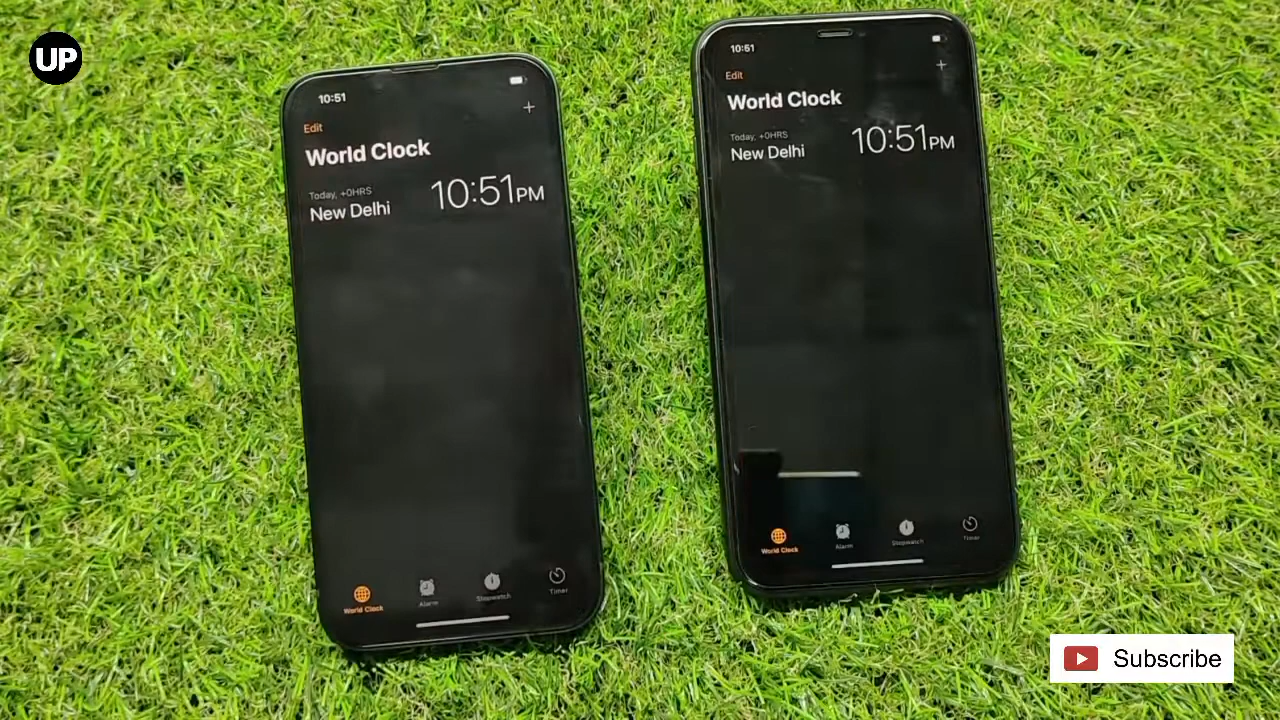 UP
10:51
Edit
World Clock
Today, +0HRS
New Delhi
10:51PM
World Clock
Alarm
Stopwatch
Timer
10:51
Edit
World Clock
Today, +0HRS
New Delhi
10:51PM
World Clock
Alarm
Stopwatch
Timer
Subscribe